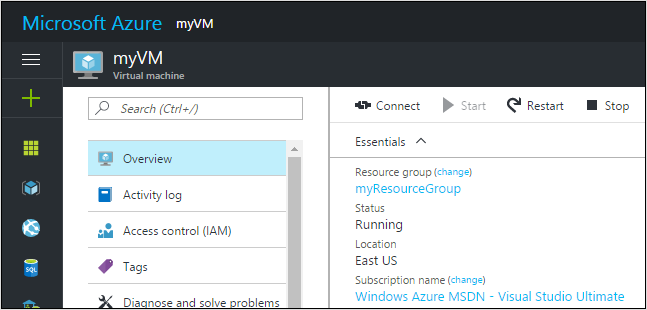 Microsoft Azure myVM
myVM
Virtual machine
Search (Ctrl+/)
Overview
Activity log
Access control (IAM)
Tags
Diagnose and solve problems
Connect Start Restart Stop
Essentials
Resource group (change)
myResourceGroup
Status
Running
Location
East US
Subscription name (change)
Windows Azure MSDN - Visual Studio Ultimate
SQL